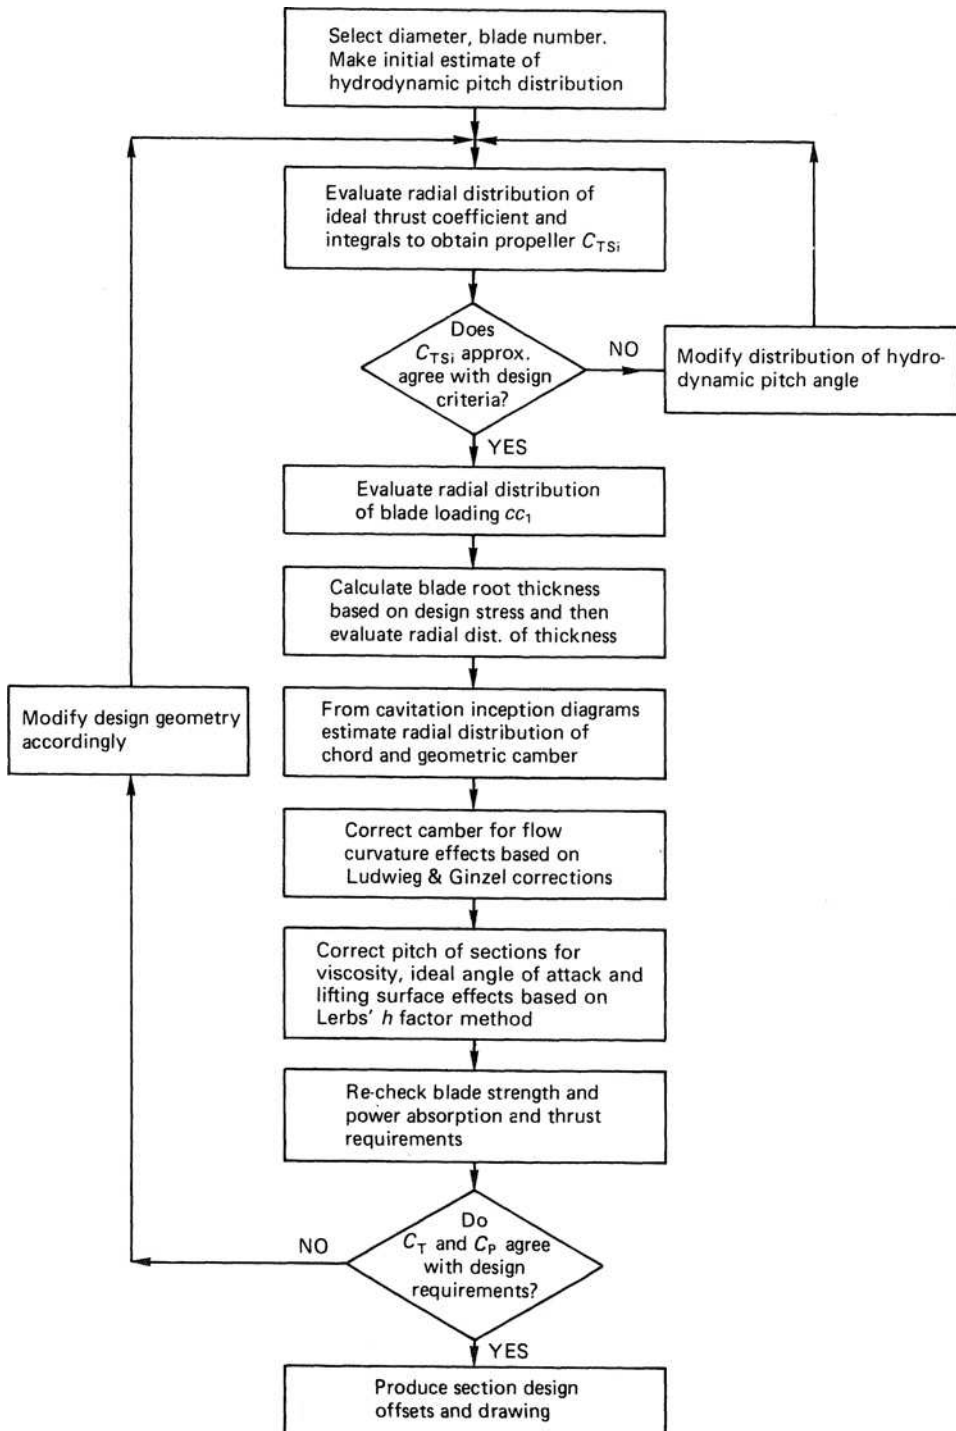 Select diameter, blade number.
Make initial estimate of
hydrodynamic pitch distribution
Evaluate radial distribution of
ideal thrust coefficient and
integrals to obtain propeller CTSi
Does
CTSi approx.
agree with design
criteria?
NO
Modify distribution of hydro-
dynamic pitch angle
YES
Evaluate radial distribution
of blade loading cc1
Calculate blade root thickness
based on design stress and then
evaluate radial dist. of thickness
Modify design geometry
accordingly
From cavitation inception diagrams
estimate radial distribution of
chord and geometric camber
Correct camber for flow
curvature effects based on
Ludwieg & Ginzel corrections
Correct pitch of sections for
viscosity, ideal angle of attack and
lifting surface effects based on
Lerbs' h factor method
Re-check blade strength and
power absorption and thrust
requirements
Do
CT and CP agree
with design
requirements?
NO
YES
Produce section design
offsets and drawing